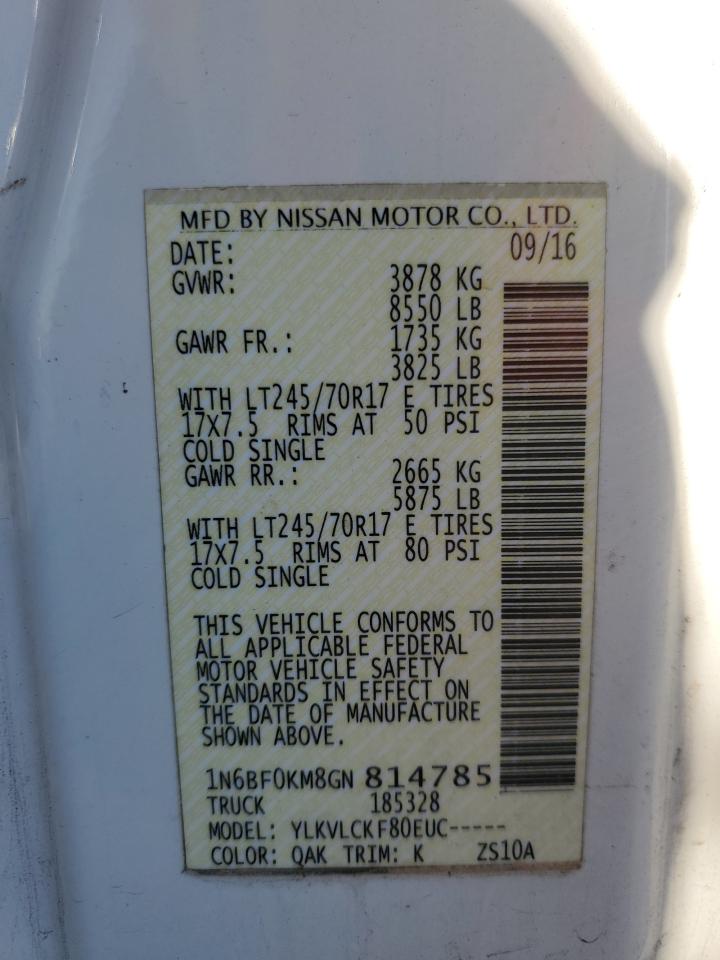 MFD BY NISSAN MOTOR CO., LTD.
DATE: 09/16
GVWR: 3878 KG
8550 LB
GAWR FR.: 1735 KG
3825 LB
WITH LT245/70R17 E TIRES
17X7.5 RIMS AT 50 PSI
COLD SINGLE
GAWR RR.: 2665 KG
5875 LB
WITH LT245/70R17 E TIRES
17X7.5 RIMS AT 80 PSI
COLD SINGLE
THIS VEHICLE CONFORMS TO
ALL APPLICABLE FEDERAL
MOTOR VEHICLE SAFETY
STANDARDS IN EFFECT ON
THE DATE OF MANUFACTURE
SHOWN ABOVE.
1N6BF0KM8GN 814785
TRUCK 185328
MODEL: YLKVLCKF80EUC-----
COLOR: QAK TRIM: K ZS10A